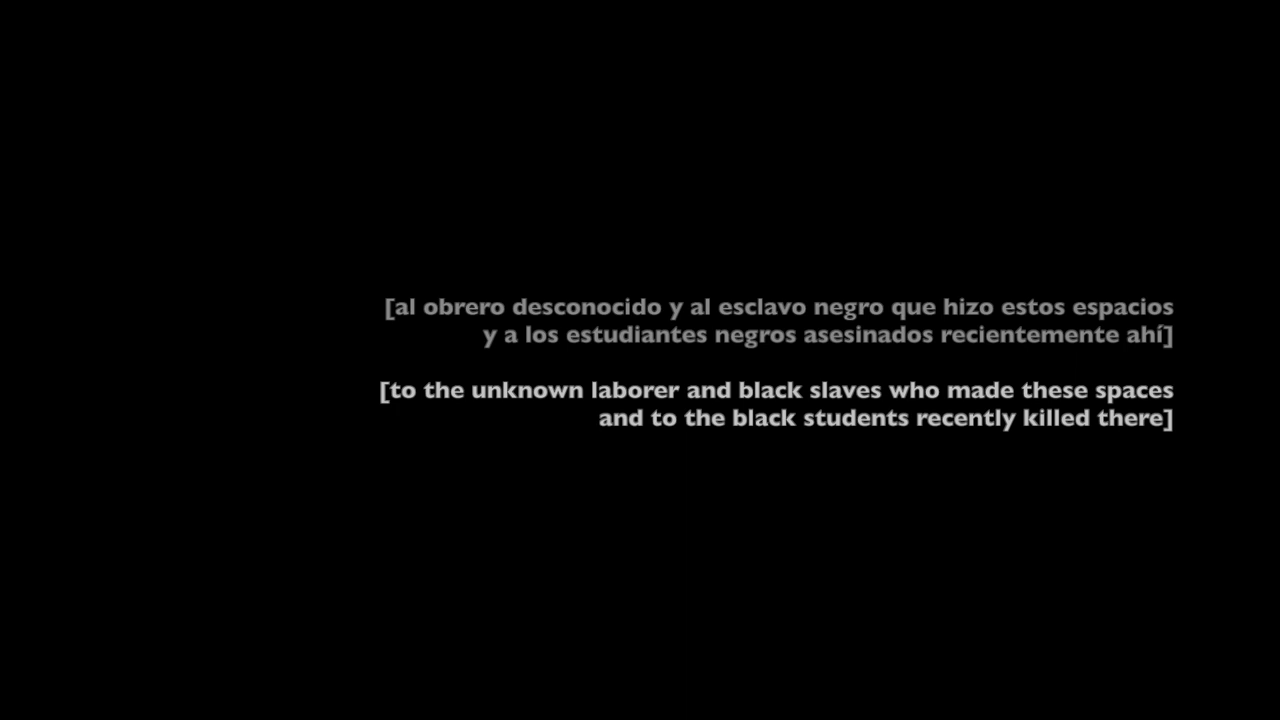 [al obrero desconocido y al esclavo negro que hizo estos espacios
y a los estudiantes negros asesinados recientemente ahí]
[to the unknown laborer and black slaves who made these spaces
and to the black students recently killed there]